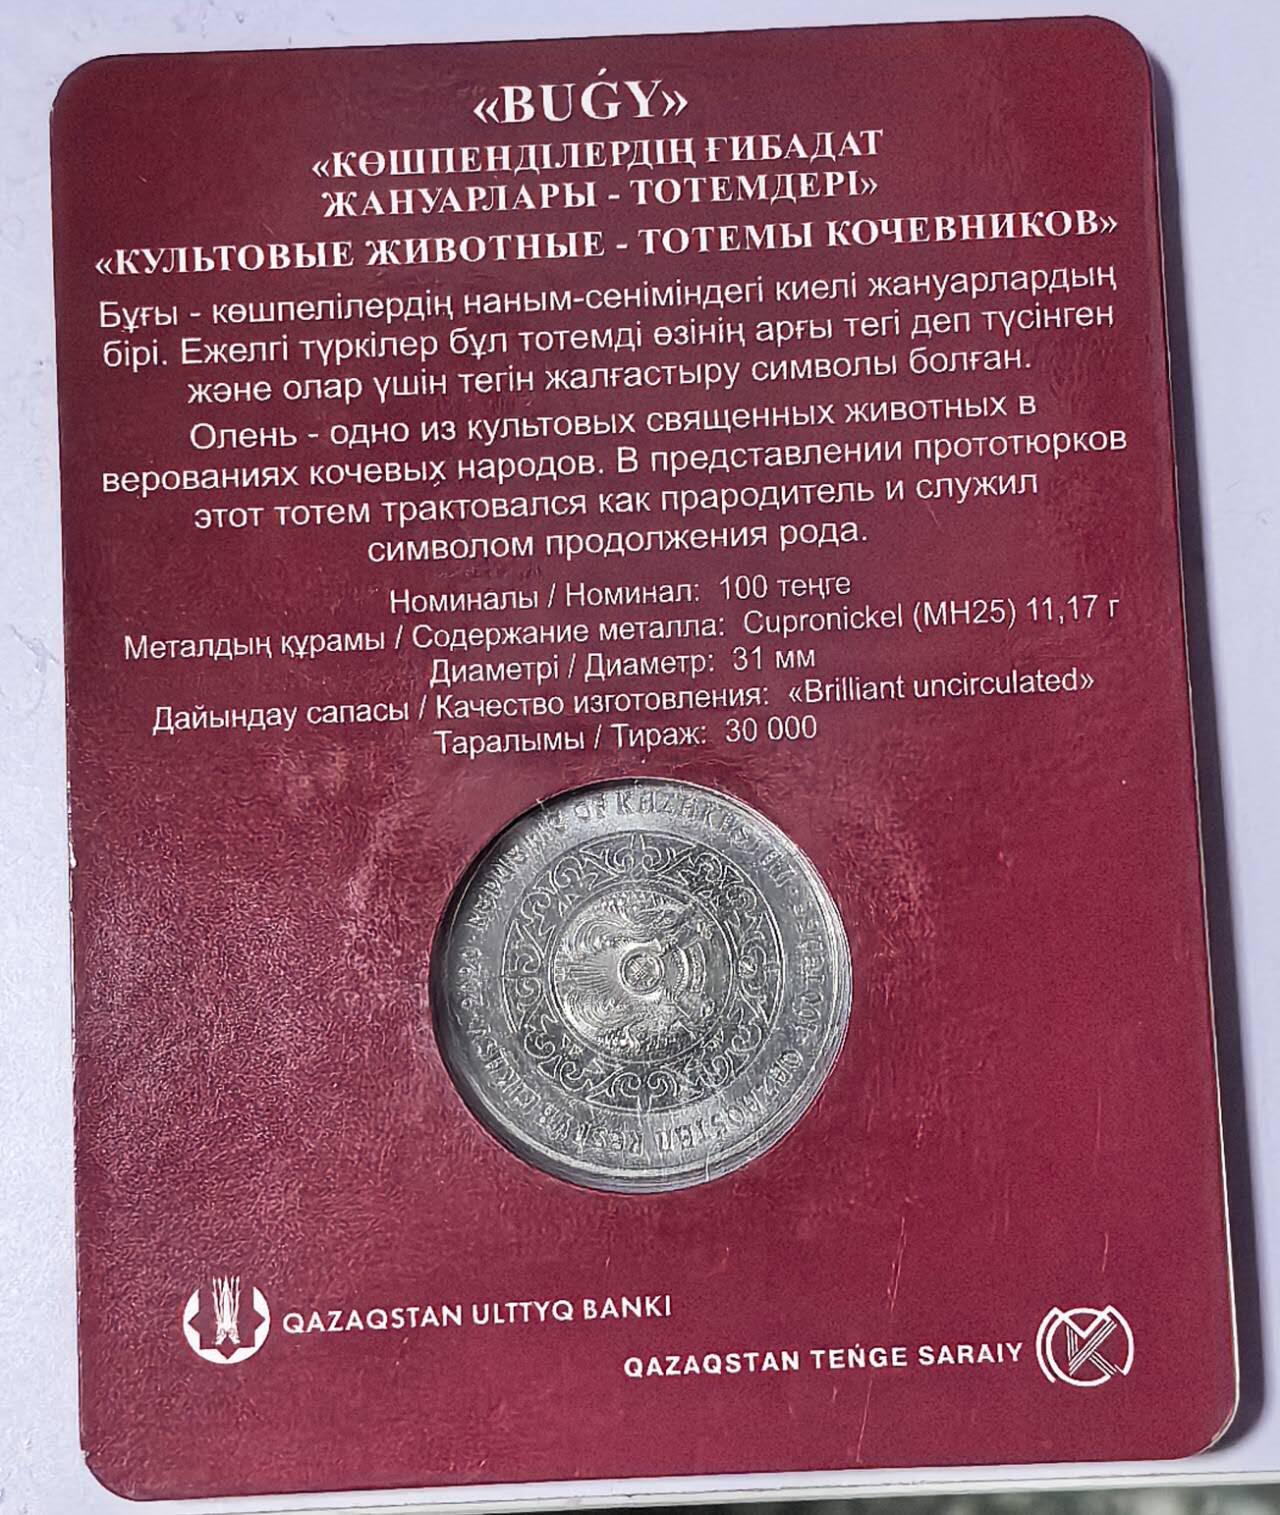 «BUǴY»
«КӨШПЕНДІЛЕРДІҢ ҒИБАДАТ
ЖАНУАРЛАРЫ - ТОТЕМДЕРІ»
«КУЛЬТОВЫЕ ЖИВОТНЫЕ - ТОТЕМЫ КОЧЕВНИКОВ»
Бұғы - көшпелілердің наным-сеніміндегі киелі жануарлардың
бірі. Ежелгі түркілер бұл тотемді өзінің арғы тегі деп түсінген
және олар үшін тегін жалғастыру символы болған.
Олень - одно из культовых священных животных в
верованиях кочевых народов. В представлении прототюрков
этот тотем трактовался как прародитель и служил
символом продолжения рода.
Номиналы / Номинал: 100 теңге
Металдың құрамы / Содержание металла: Cupronickel (МН25) 11,17 г
Диаметрі / Диаметр: 31 мм
Дайындау сапасы / Качество изготовления: «Brilliant uncirculated»
Таралымы / Тираж: 30 000
REPUBLIC OF KAZAKHSTAN
QAZAQSTAN ULTTYQ BANKI
QAZAQSTAN TEŃGE SARAIY